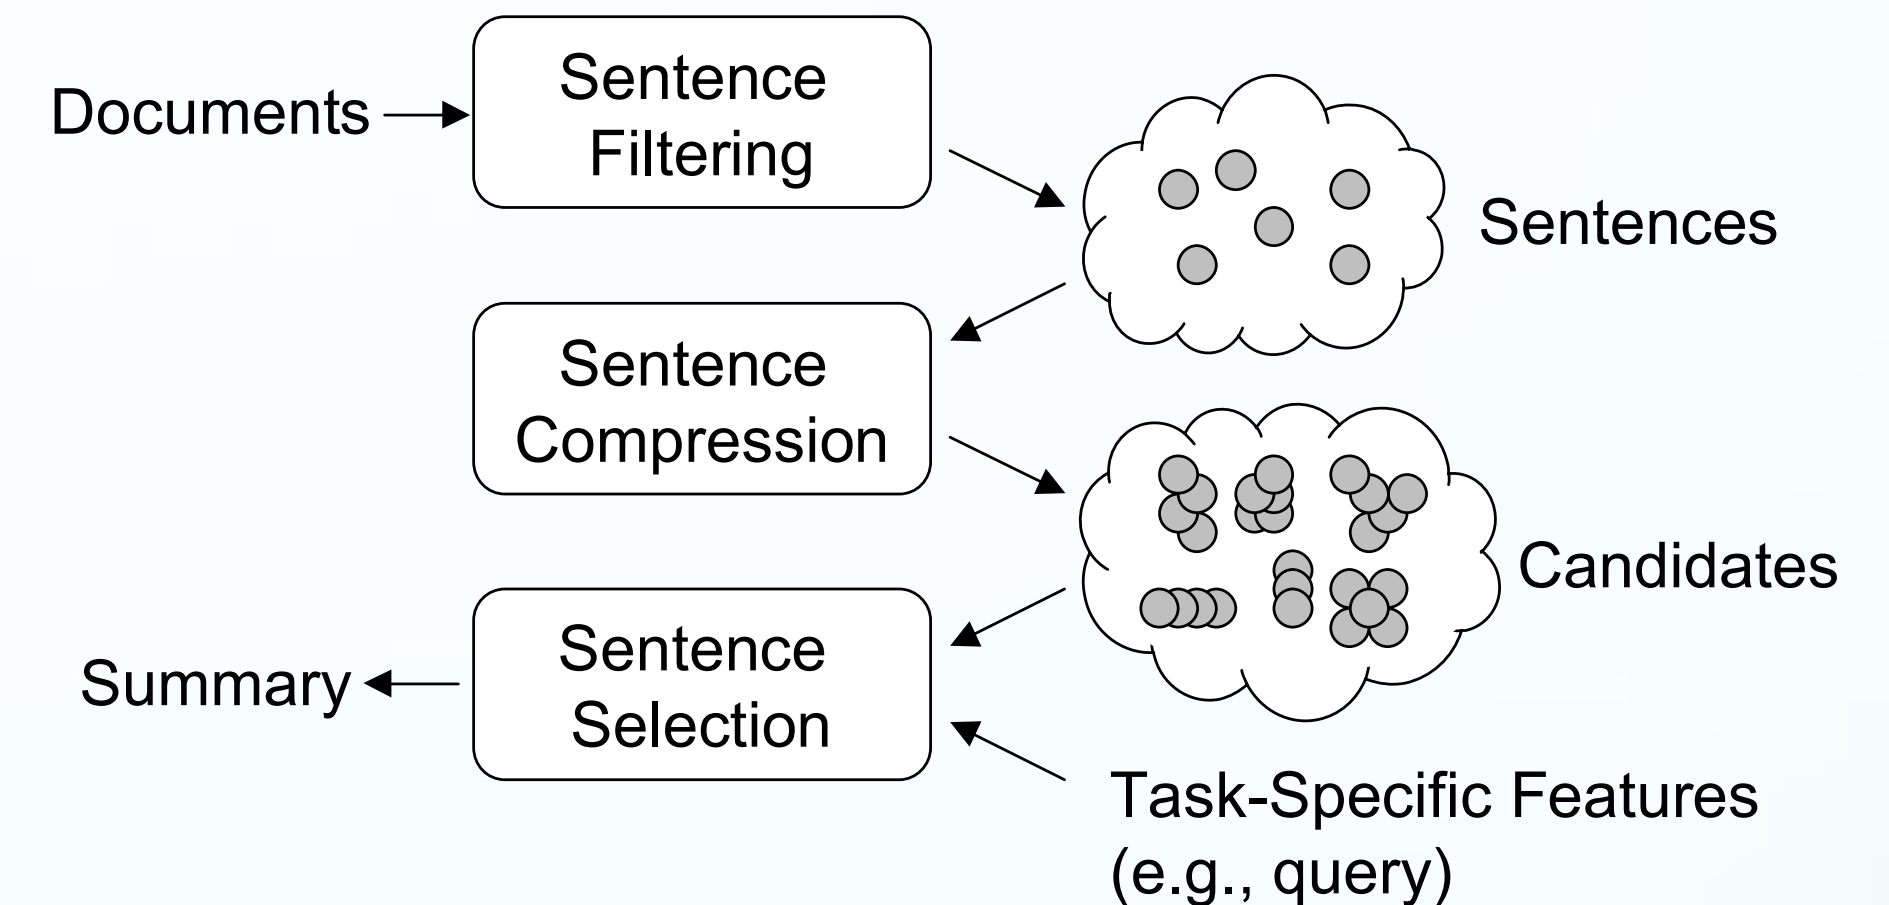 Documents
Sentence
Filtering
Sentences
Sentence
Compression
Candidates
Sentence
Selection
Summary
Task-Specific Features
(e.g., query)